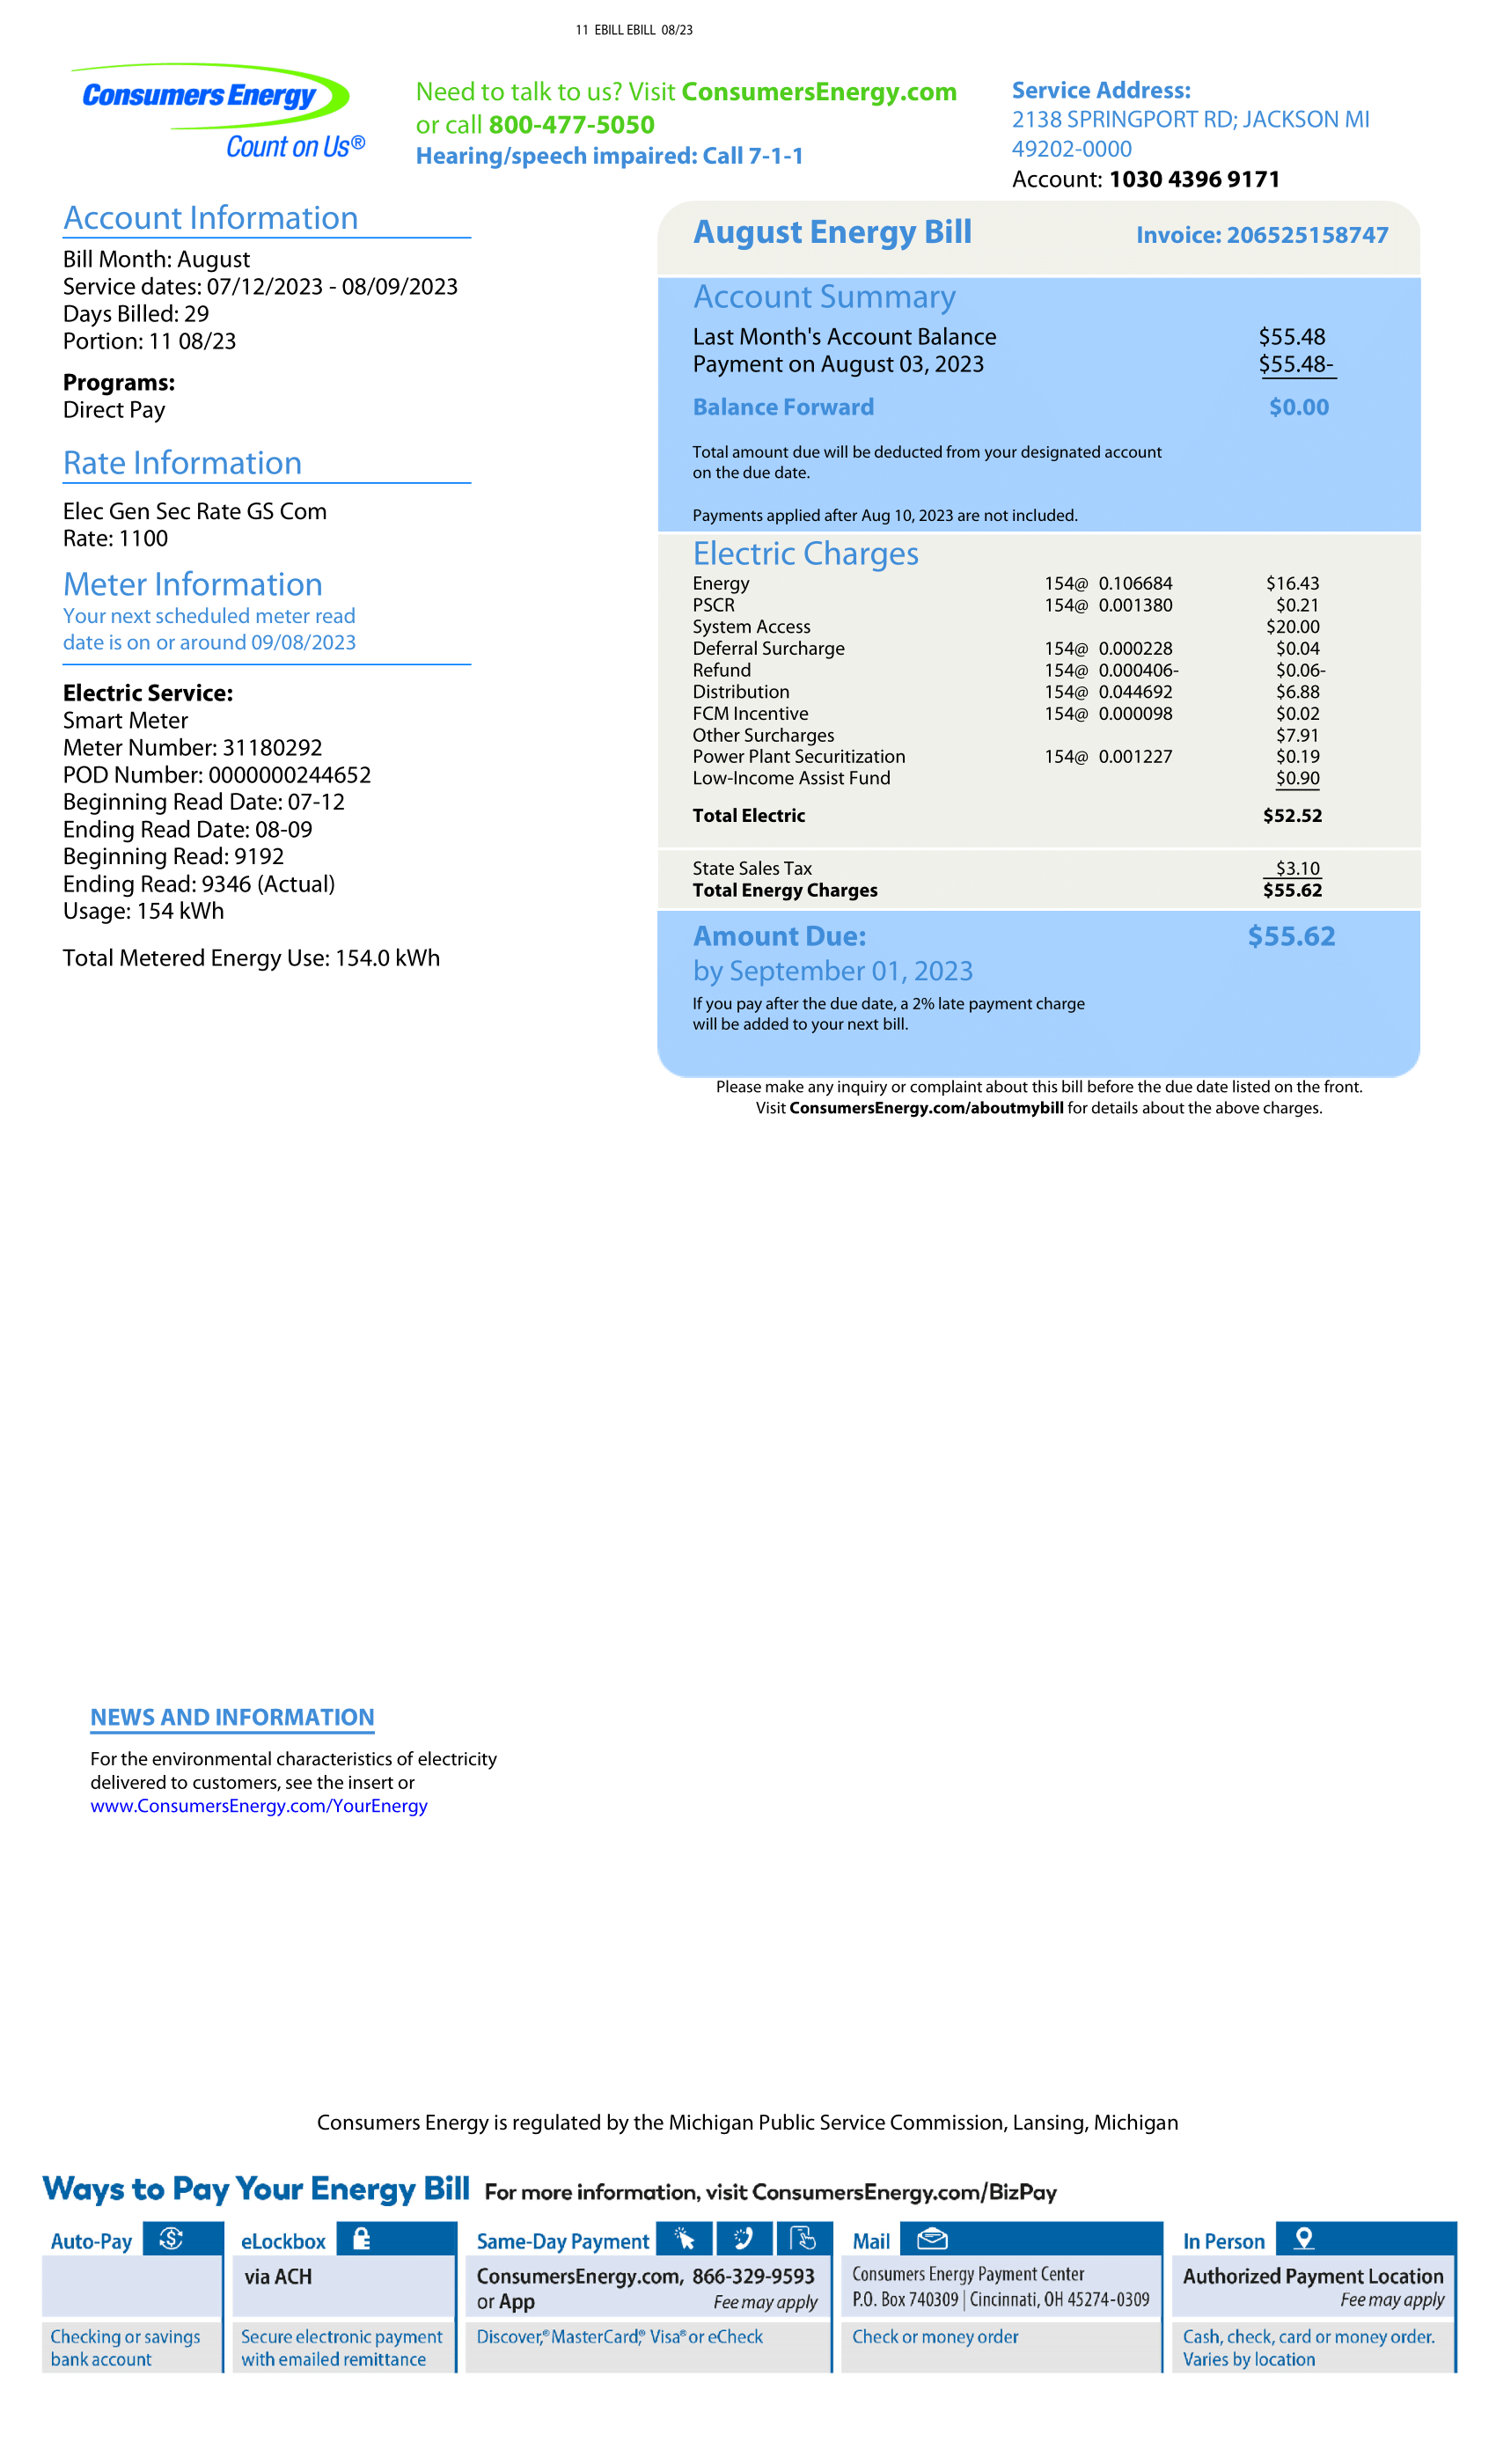 11 EBILL EBILL 08/23
Consumers Energy
Count on Us®
Need to talk to us? Visit ConsumersEnergy.com
or call 800-477-5050
Hearing/speech impaired: Call 7-1-1
Service Address:
2138 SPRINGPORT RD; JACKSON MI
49202-0000
Account: 1030 4396 9171
Account Information
Bill Month: August
Service dates: 07/12/2023 - 08/09/2023
Days Billed: 29
Portion: 11 08/23
Programs:
Direct Pay
Rate Information
Elec Gen Sec Rate GS Com
Rate: 1100
Meter Information
Your next scheduled meter read
date is on or around 09/08/2023
Electric Service:
Smart Meter
Meter Number: 31180292
POD Number: 0000000244652
Beginning Read Date: 07-12
Ending Read Date: 08-09
Beginning Read: 9192
Ending Read: 9346 (Actual)
Usage: 154 kWh
Total Metered Energy Use: 154.0 kWh
August Energy Bill Invoice: 206525158747
Account Summary
Last Month's Account Balance $55.48
Payment on August 03, 2023 $55.48-
Balance Forward $0.00
Total amount due will be deducted from your designated account
on the due date.
Payments applied after Aug 10, 2023 are not included.
Electric Charges
Energy 154@ 0.106684 $16.43
PSCR 154@ 0.001380 $0.21
System Access $20.00
Deferral Surcharge 154@ 0.000228 $0.04
Refund 154@ 0.000406- $0.06-
Distribution 154@ 0.044692 $6.88
FCM Incentive 154@ 0.000098 $0.02
Other Surcharges $7.91
Power Plant Securitization 154@ 0.001227 $0.19
Low-Income Assist Fund $0.90
Total Electric $52.52
State Sales Tax $3.10
Total Energy Charges $55.62
Amount Due: $55.62
by September 01, 2023
If you pay after the due date, a 2% late payment charge
will be added to your next bill.
Please make any inquiry or complaint about this bill before the due date listed on the front.
Visit ConsumersEnergy.com/aboutmybill for details about the above charges.
NEWS AND INFORMATION
For the environmental characteristics of electricity
delivered to customers, see the insert or
www.ConsumersEnergy.com/YourEnergy
Consumers Energy is regulated by the Michigan Public Service Commission, Lansing, Michigan
Ways to Pay Your Energy Bill For more information, visit ConsumersEnergy.com/BizPay
Auto-Pay
Checking or savings
bank account
eLockbox
via ACH
Secure electronic payment
with emailed remittance
Same-Day Payment
ConsumersEnergy.com, 866-329-9593
or App Fee may apply
Discover,® MasterCard,® Visa® or eCheck
Mail
Consumers Energy Payment Center
P.O. Box 740309 | Cincinnati, OH 45274-0309
Check or money order
In Person
Authorized Payment Location
Fee may apply
Cash, check, card or money order.
Varies by location